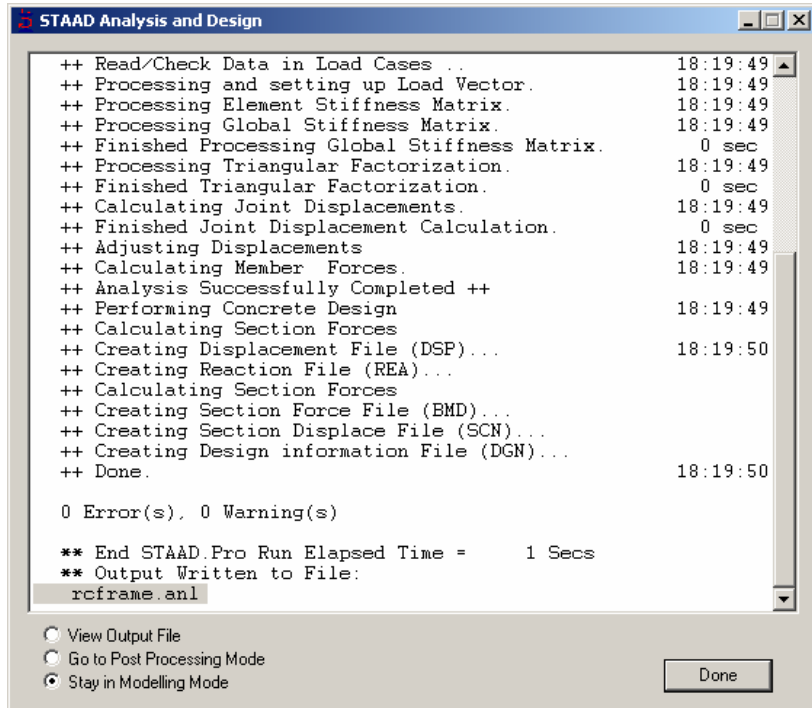 STAAD Analysis and Design
++ Read/Check Data in Load Cases .. 18:19:49
++ Processing and setting up Load Vector. 18:19:49
++ Processing Element Stiffness Matrix. 18:19:49
++ Processing Global Stiffness Matrix. 18:19:49
++ Finished Processing Global Stiffness Matrix. 0 sec
++ Processing Triangular Factorization. 18:19:49
++ Finished Triangular Factorization. 0 sec
++ Calculating Joint Displacements. 18:19:49
++ Finished Joint Displacement Calculation. 0 sec
++ Adjusting Displacements 18:19:49
++ Calculating Member  Forces. 18:19:49
++ Analysis Successfully Completed ++
++ Performing Concrete Design 18:19:49
++ Calculating Section Forces
++ Creating Displacement File (DSP)... 18:19:50
++ Creating Reaction File (REA)...
++ Calculating Section Forces
++ Creating Section Force File (BMD)...
++ Creating Section Displace File (SCN)...
++ Creating Design information File (DGN)...
++ Done. 18:19:50
0 Error(s), 0 Warning(s)
** End STAAD.Pro Run Elapsed Time = 1 Secs
** Output Written to File:
rcframe.anl
View Output File
Go to Post Processing Mode
Stay in Modelling Mode
Done